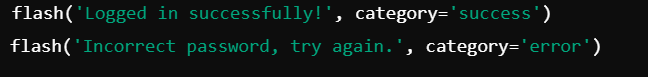 flash('Logged in successfully!', category='success')
flash('Incorrect password, try again.', category='error')